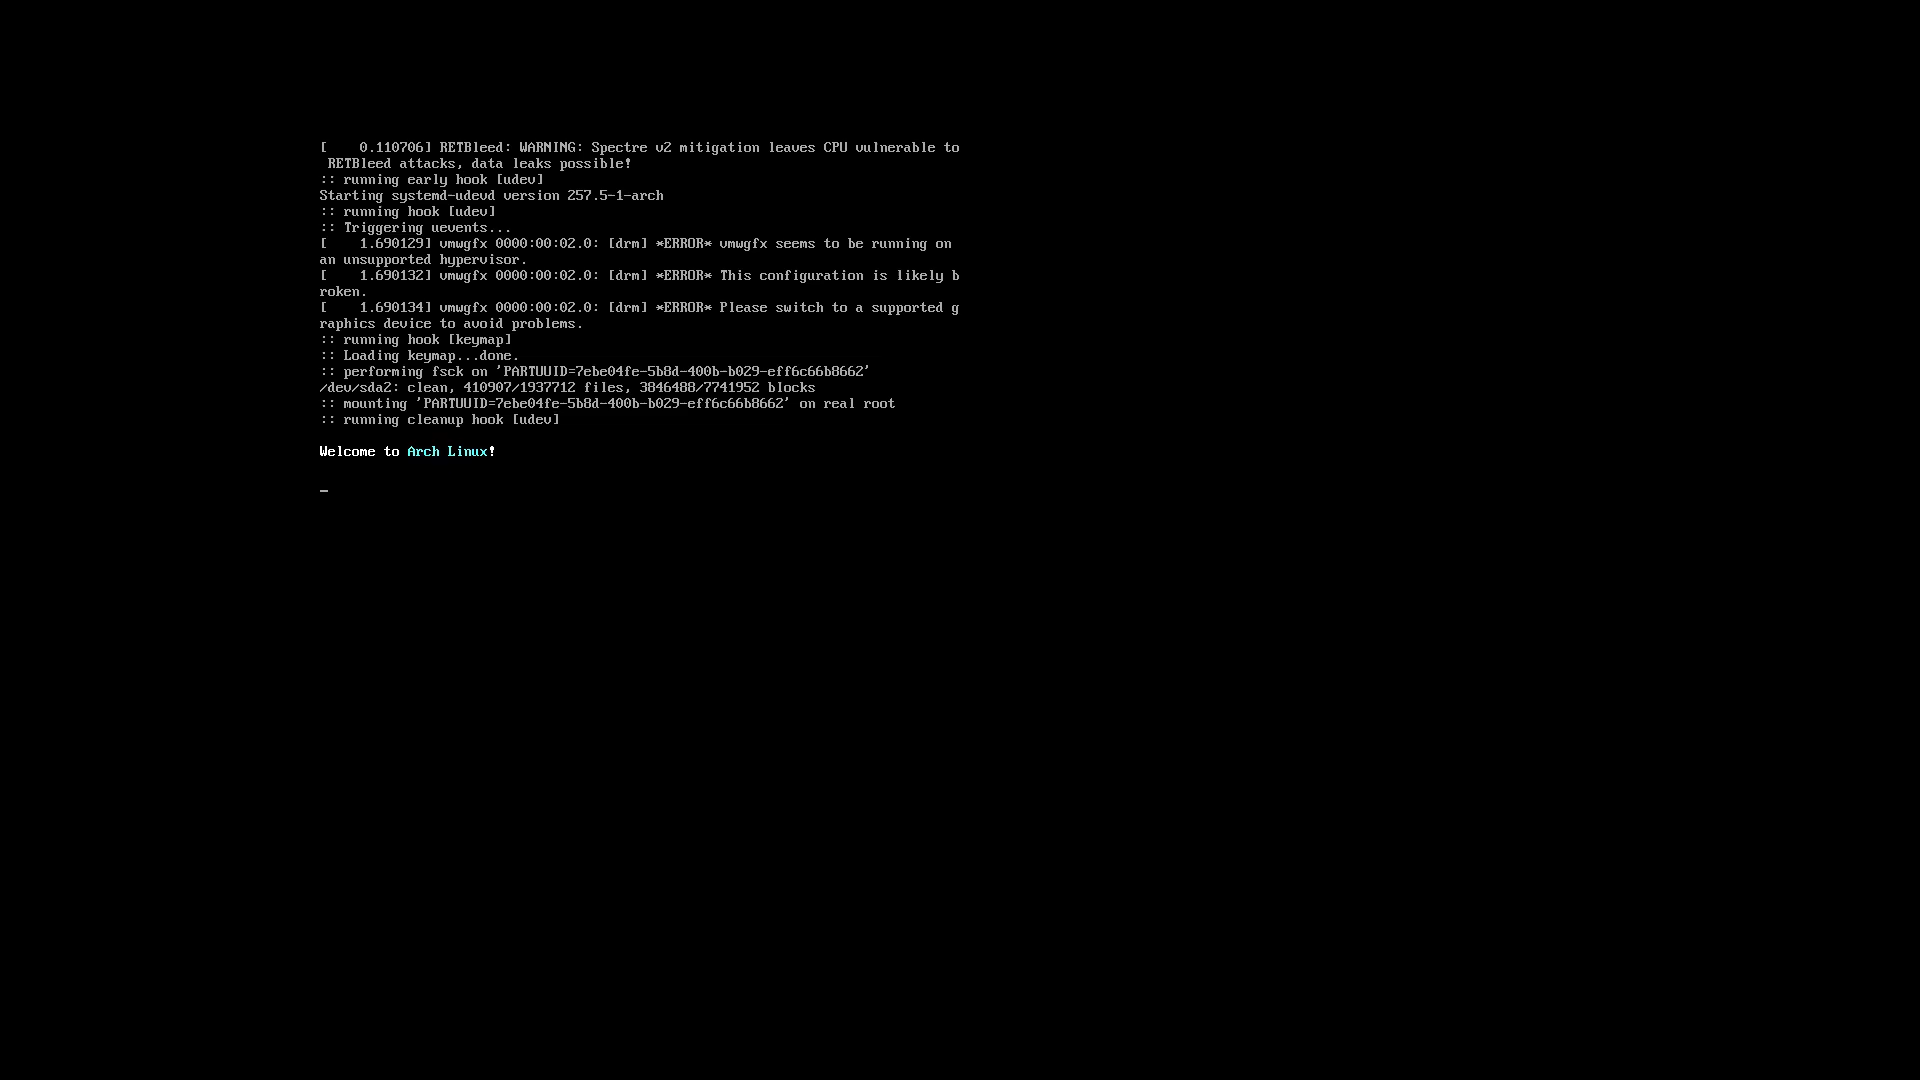 [    0.110706] RETBleed: WARNING: Spectre v2 mitigation leaves CPU vulnerable to
 RETBleed attacks, data leaks possible!
:: running early hook [udev]
Starting systemd-udevd version 257.5-1-arch
:: running hook [udev]
:: Triggering uevents...
[    1.690129] vmwgfx 0000:00:02.0: [drm] *ERROR* vmwgfx seems to be running on
an unsupported hypervisor.
[    1.690132] vmwgfx 0000:00:02.0: [drm] *ERROR* This configuration is likely b
roken.
[    1.690134] vmwgfx 0000:00:02.0: [drm] *ERROR* Please switch to a supported g
raphics device to avoid problems.
:: running hook [keymap]
:: Loading keymap...done.
:: performing fsck on 'PARTUUID=7ebe04fe-5b8d-400b-b029-eff6c66b8662'
/dev/sda2: clean, 410907/1937712 files, 3846488/7741952 blocks
:: mounting 'PARTUUID=7ebe04fe-5b8d-400b-b029-eff6c66b8662' on real root
:: running cleanup hook [udev]
Welcome to Arch Linux!
_